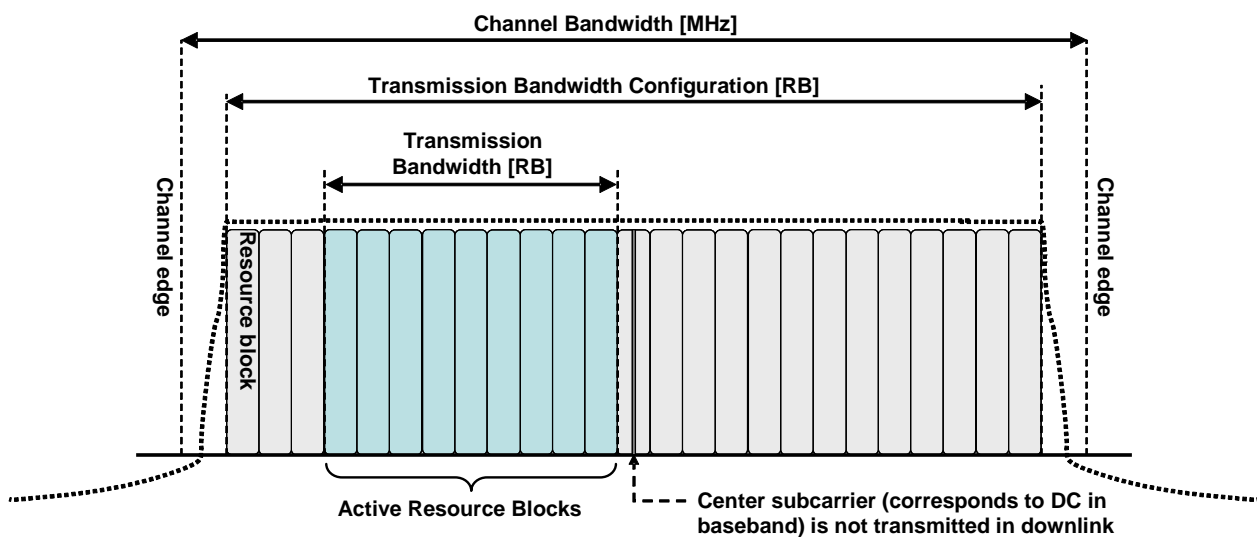 Channel Bandwidth [MHz]
Transmission Bandwidth Configuration [RB]
Transmission
Bandwidth [RB]
Channel edge
Resource block
Channel edge
Active Resource Blocks
Center subcarrier (corresponds to DC in
baseband) is not transmitted in downlink